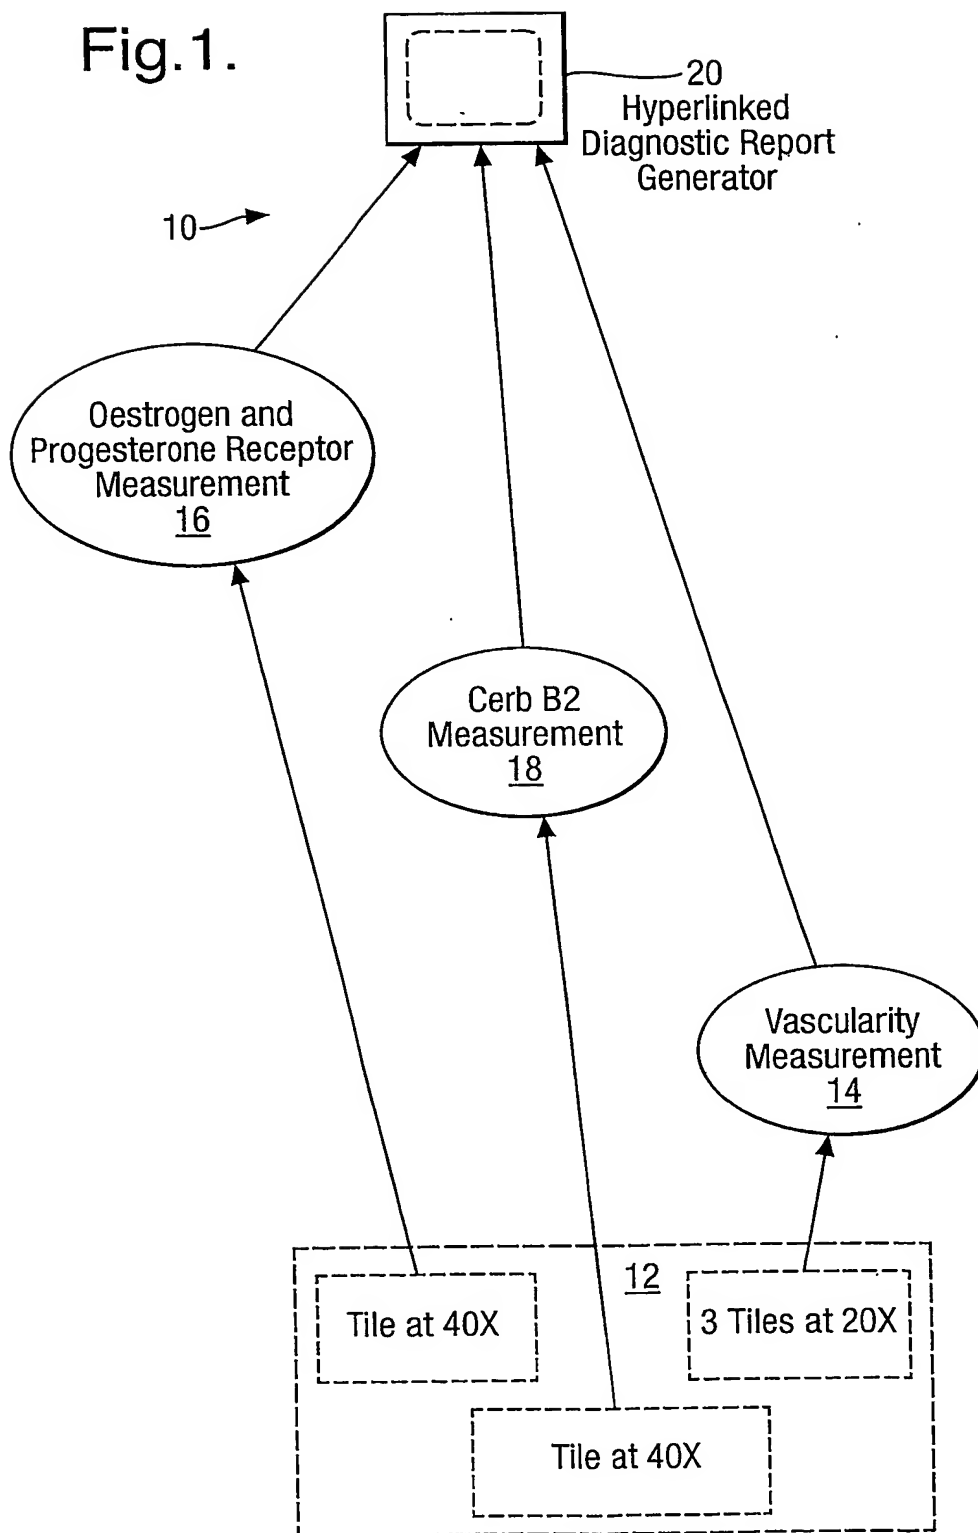 Fig.1.
20
Hyperlinked
Diagnostic Report
Generator
10
Oestrogen and
Progesterone Receptor
Measurement
16
Cerb B2
Measurement
18
Vascularity
Measurement
14
12
Tile at 40X
3 Tiles at 20X
Tile at 40X